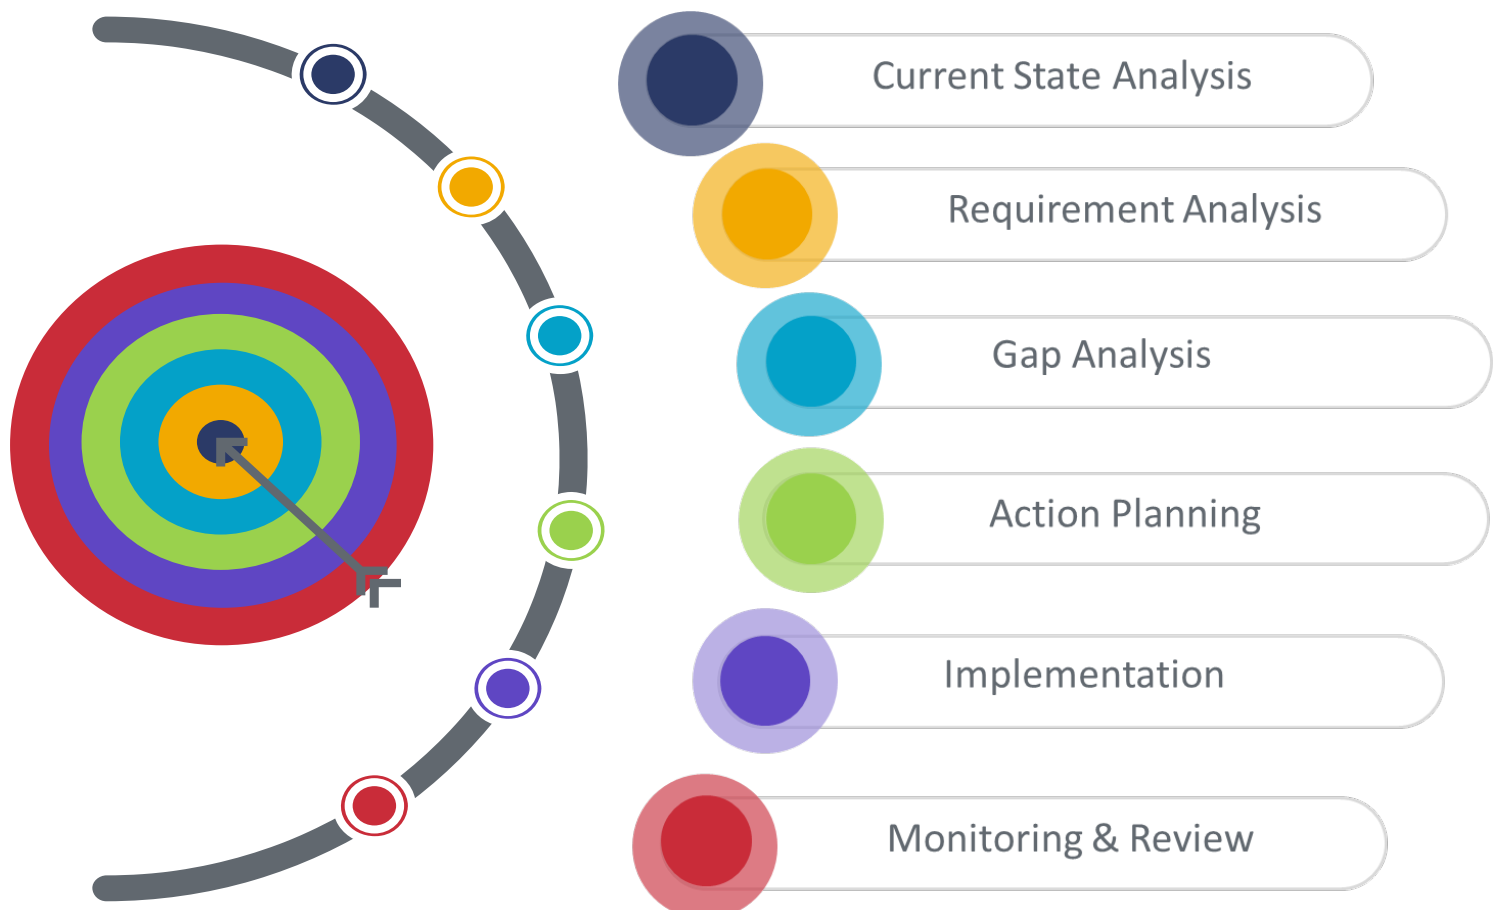 Current State Analysis
Requirement Analysis
Gap Analysis
Action Planning
Implementation
Monitoring & Review